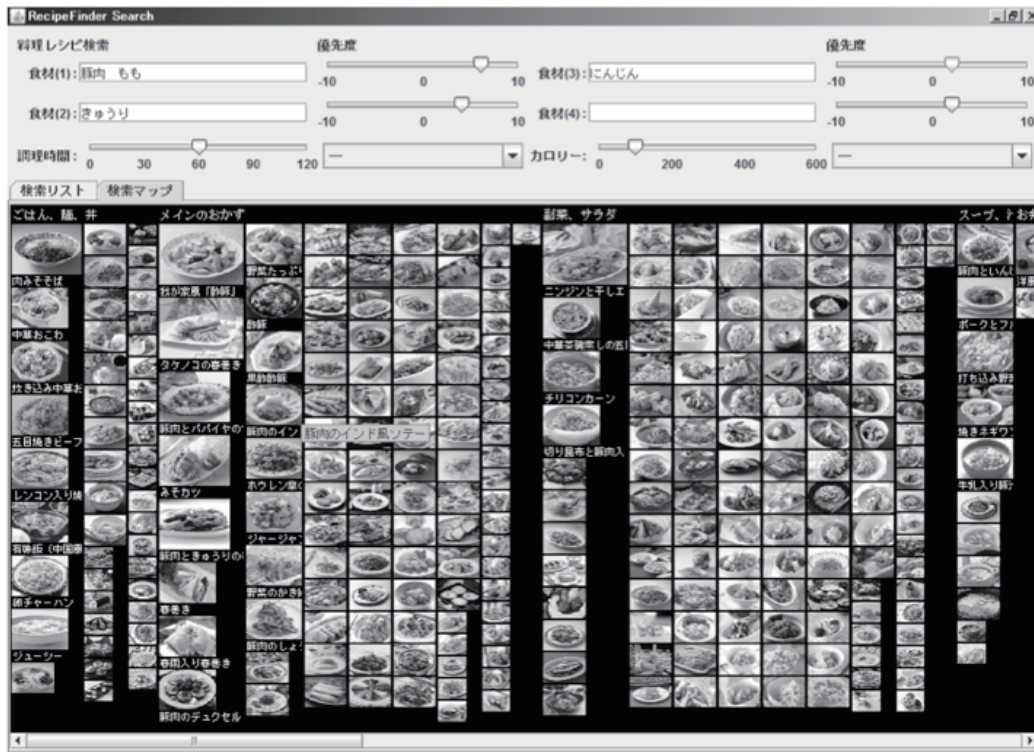 RecipeFinder Search
料理レシピ検索
優先度
優先度
食材(1): 豚肉　もも
-10 0 10
食材(3): にんじん
-10 0 10
食材(2): きゅうり
-10 0 10
食材(4):
-10 0 10
調理時間:
0 30 60 90 120
—
カロリー:
0 200 400 600
—
検索リスト
検索マップ
ごはん、麺、丼
メインのおかず
副菜、サラダ
スープ、
肉みそそば
中華おこわ
炊き込み中華お
五目焼きビーフ
レンコン入り焼
卵チャーハン
ジューシー
我が家風「酢豚」
タケノコの春巻き
豚肉とパパイヤの
みそカツ
豚肉ときゅうりの
春巻き
春雨入り春巻き
豚肉のデュクセル
野菜たっぷり
酢豚
黒酢酢豚
豚肉のイン
豚肉のインド風ソテー
ホウレン草の
ジャージャン
野菜のかき
豚肉のしょう
ニンジンと干しエ
中華茶碗蒸しの五
チリコンカーン
切り昆布と豚肉入
豚肉といんげ
ポークとフ
打ち込み野
焼きネギワン
牛乳入り豚